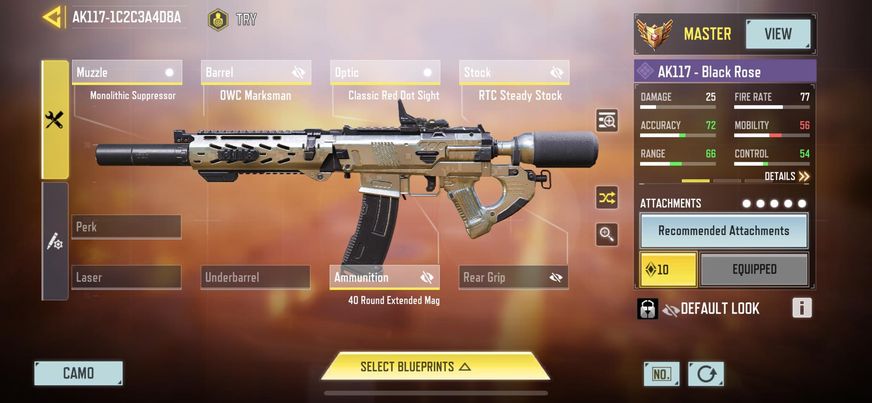 AK117-1C2C3A4DBA
TRY
MASTER
VIEW
Muzzle
Barrel
Optic
Stock
Monolithic Suppressor
OWC Marksman
Classic Red Dot Sight
RTC Steady Stock
AK117 - Black Rose
DAMAGE 25
FIRE RATE 77
ACCURACY 72
MOBILITY 56
RANGE 66
CONTROL 54
DETAILS
ATTACHMENTS
Recommended Attachments
10
EQUIPPED
Perk
Laser
Underbarrel
Ammunition
Rear Grip
40 Round Extended Mag
DEFAULT LOOK
i
CAMO
SELECT BLUEPRINTS
NO.